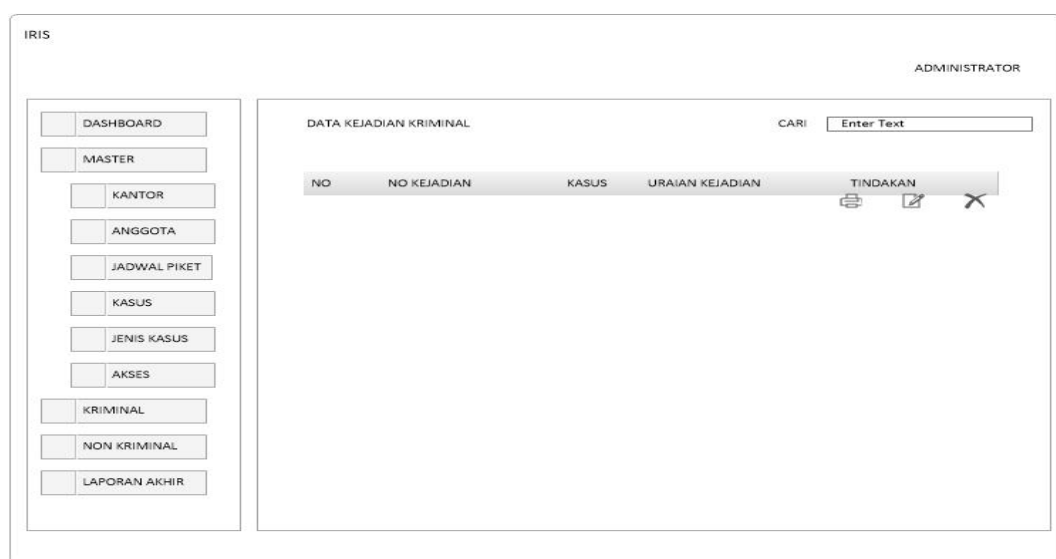 IRIS
ADMINISTRATOR
DASHBOARD
MASTER
KANTOR
ANGGOTA
JADWAL PIKET
KASUS
JENIS KASUS
AKSES
KRIMINAL
NON KRIMINAL
LAPORAN AKHIR
DATA KEJADIAN KRIMINAL CARI Enter Text
NO NO KEJADIAN KASUS URAIAN KEJADIAN TINDAKAN